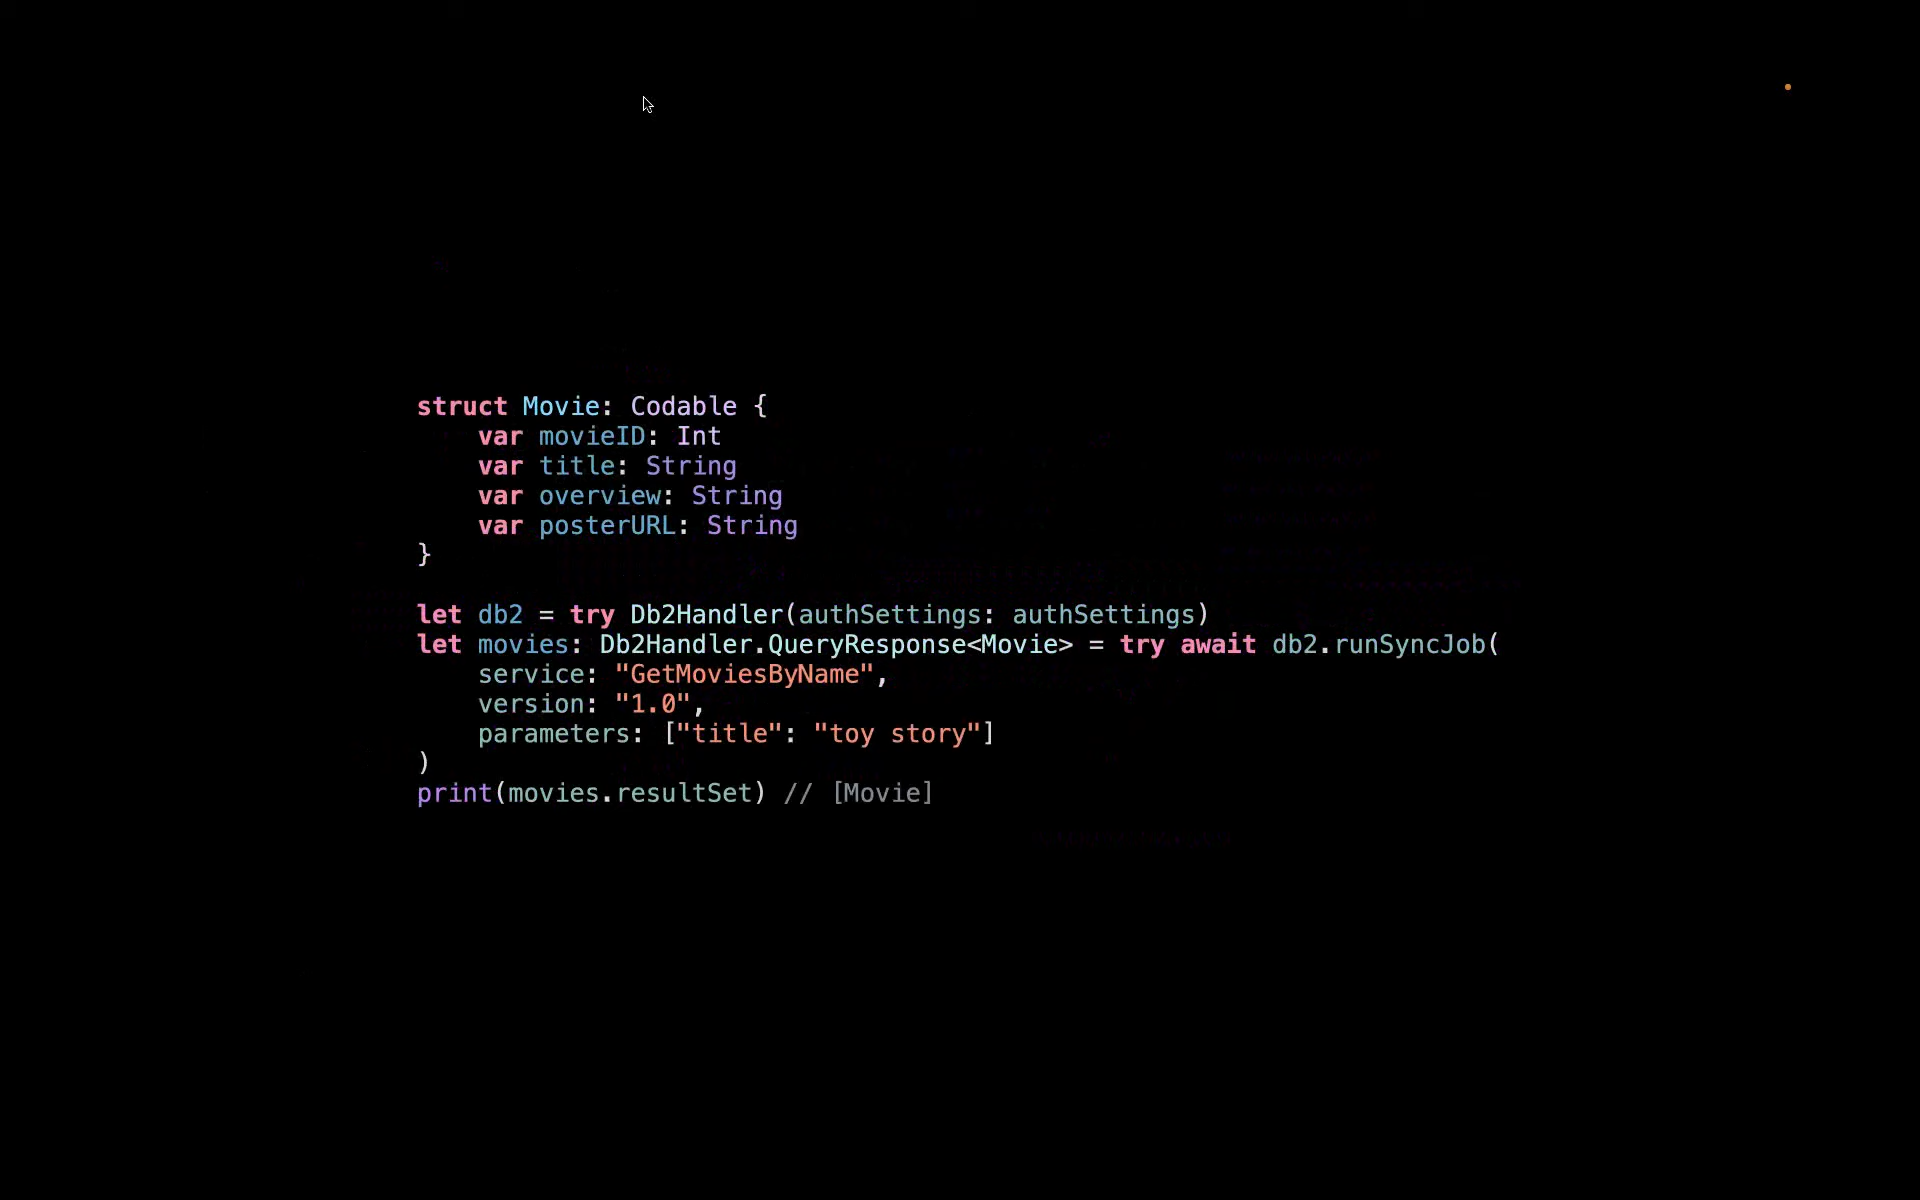 struct Movie: Codable {
    var movieID: Int
    var title: String
    var overview: String
    var posterURL: String
}

let db2 = try Db2Handler(authSettings: authSettings)
let movies: Db2Handler.QueryResponse<Movie> = try await db2.runSyncJob(
    service: "GetMoviesByName",
    version: "1.0",
    parameters: ["title": "toy story"]
)
print(movies.resultSet) // [Movie]